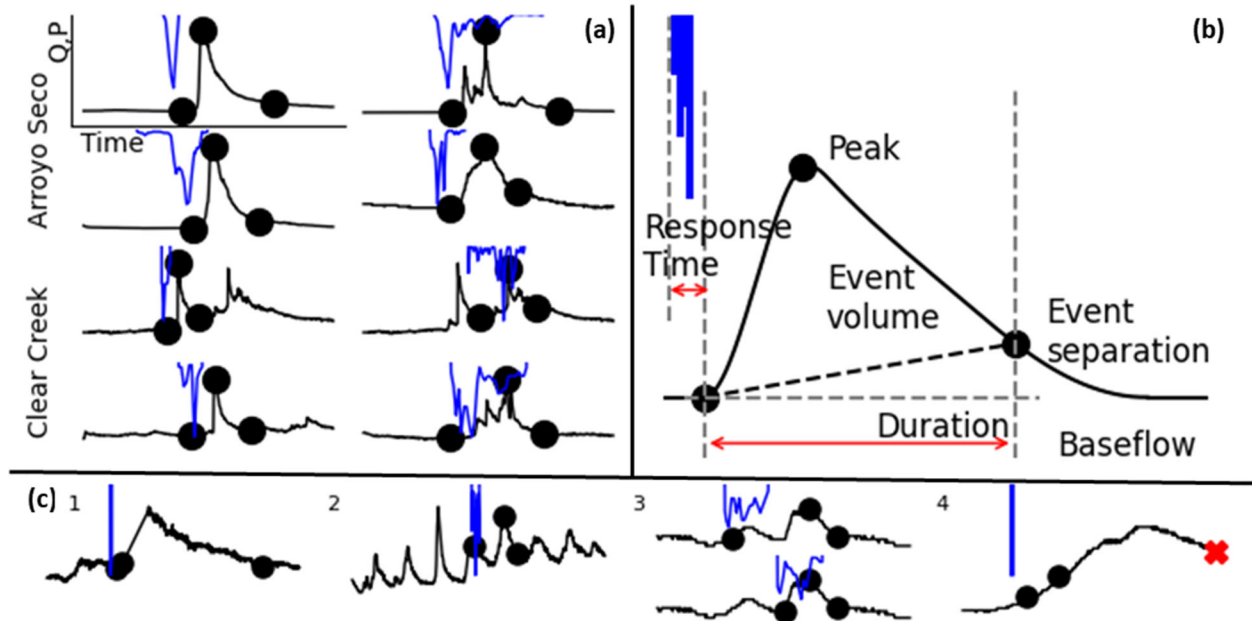 (a)
Q,P
Time
Arroyo Seco
Clear Creek
(b)
Peak
Response
Time
Event
volume
Event
separation
Duration
Baseflow
(c)
1
2
3
4